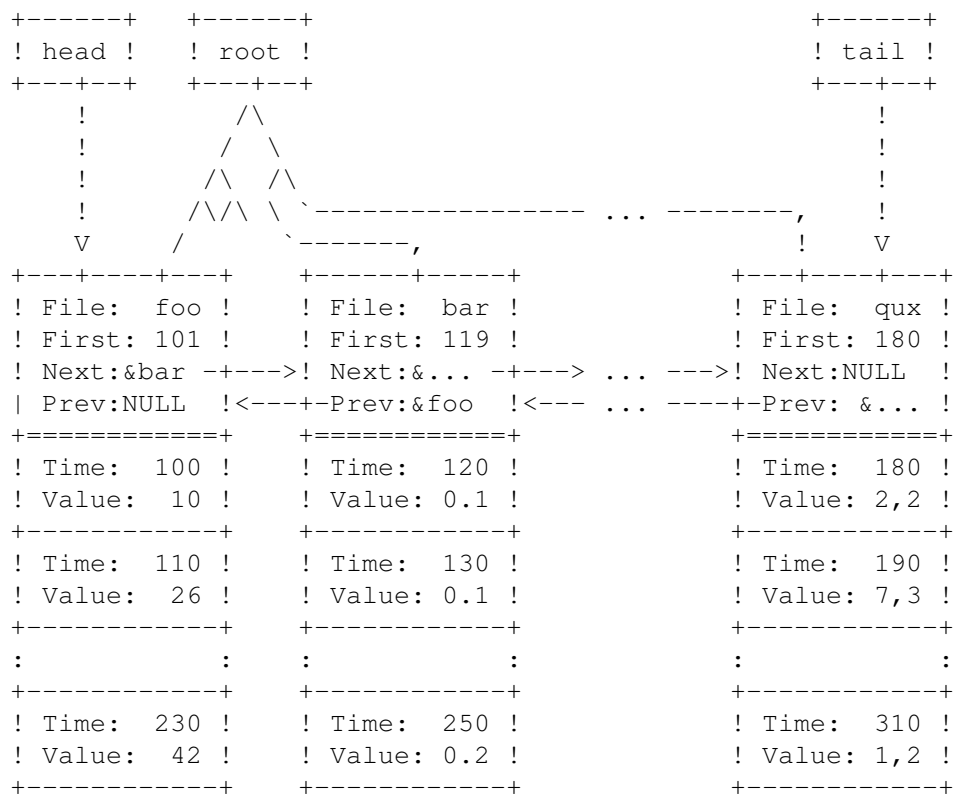 +------+   +------+                                 +------+
! head !   ! root !                                 ! tail !
+---+--+   +---+--+                                 +---+--+
    !          /\                                       !
    !         /  \                                      !
    !        /\  /\                                     !
    !       /\/\  \ `----------------- ... --------,    !
    V      /       `-------,                       !    V
+---+----+---+    +------+-----+             +---+----+---+
! File:  foo !    ! File:  bar !             ! File:  qux !
! First: 101 !    ! First: 119 !             ! First: 180 !
! Next:&bar -+--->! Next:&... -+---> ... --->! Next:NULL  !
| Prev:NULL  !<---+-Prev:&foo  !<--- ... ----+-Prev: &... !
+============+    +============+             +============+
! Time:  100 !    ! Time:  120 !             ! Time:  180 !
! Value:  10 !    ! Value: 0.1 !             ! Value: 2,2 !
+------------+    +------------+             +------------+
! Time:  110 !    ! Time:  130 !             ! Time:  190 !
! Value:  26 !    ! Value: 0.1 !             ! Value: 7,3 !
+------------+    +------------+             +------------+
:            :    :            :             :            :
+------------+    +------------+             +------------+
! Time:  230 !    ! Time:  250 !             ! Time:  310 !
! Value:  42 !    ! Value: 0.2 !             ! Value: 1,2 !
+------------+    +------------+             +------------+